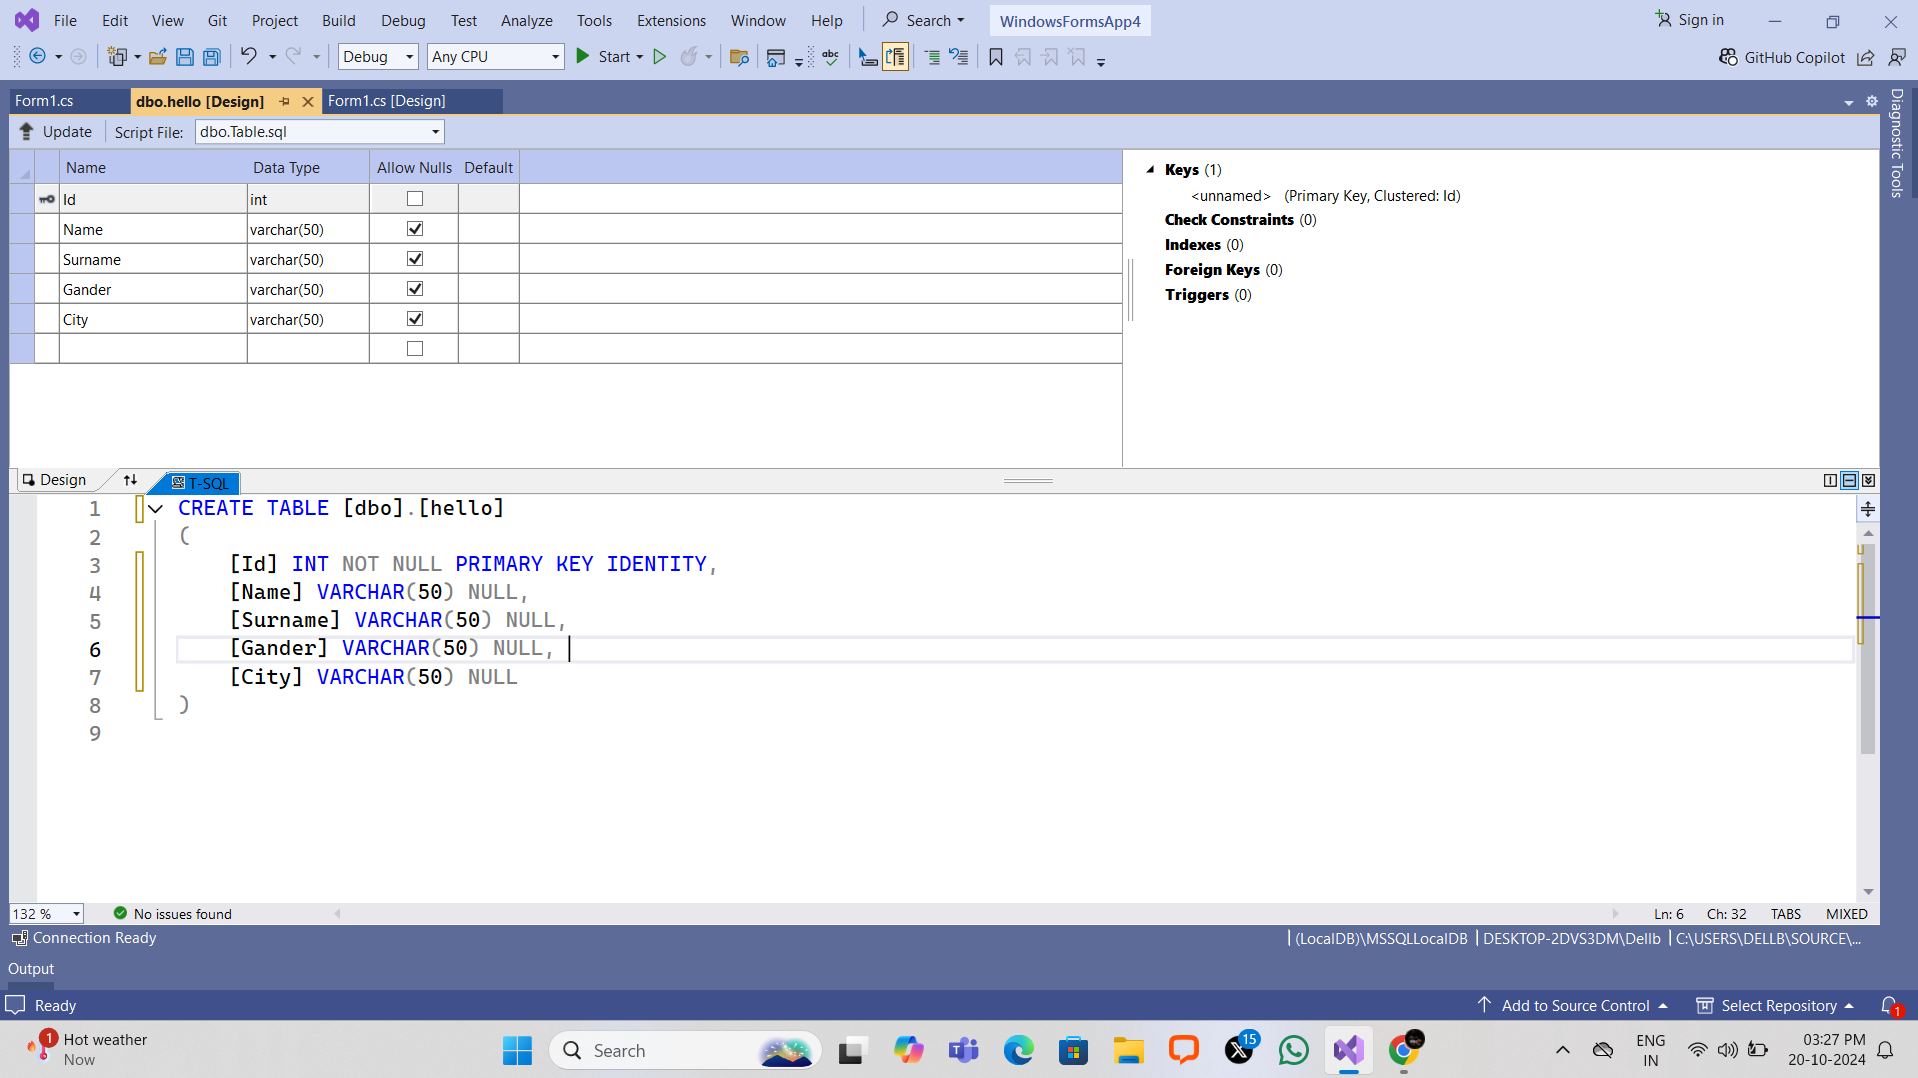 File Edit View Git Project Build Debug Test Analyze Tools Extensions Window Help Search WindowsFormsApp4 Sign in
Debug Any CPU Start abc GitHub Copilot
Form1.cs dbo.hello [Design] Form1.cs [Design]
Diagnostic Tools
Update Script File: dbo.Table.sql
Name Data Type Allow Nulls Default
Id int
Name varchar(50)
Surname varchar(50)
Gander varchar(50)
City varchar(50)
Keys (1)
<unnamed> (Primary Key, Clustered: Id)
Check Constraints (0)
Indexes (0)
Foreign Keys (0)
Triggers (0)
Design T-SQL
1 CREATE TABLE [dbo].[hello]
2 (
3 [Id] INT NOT NULL PRIMARY KEY IDENTITY,
4 [Name] VARCHAR(50) NULL,
5 [Surname] VARCHAR(50) NULL,
6 [Gander] VARCHAR(50) NULL,
7 [City] VARCHAR(50) NULL
8 )
9
132 % No issues found Ln: 6 Ch: 32 TABS MIXED
Connection Ready (LocalDB)\MSSQLLocalDB DESKTOP-2DVS3DM\Dellb C:\USERS\DELLB\SOURCE\...
Output
Ready Add to Source Control Select Repository 1
1 Hot weather
Now
Search
15
ENG
IN
03:27 PM
20-10-2024